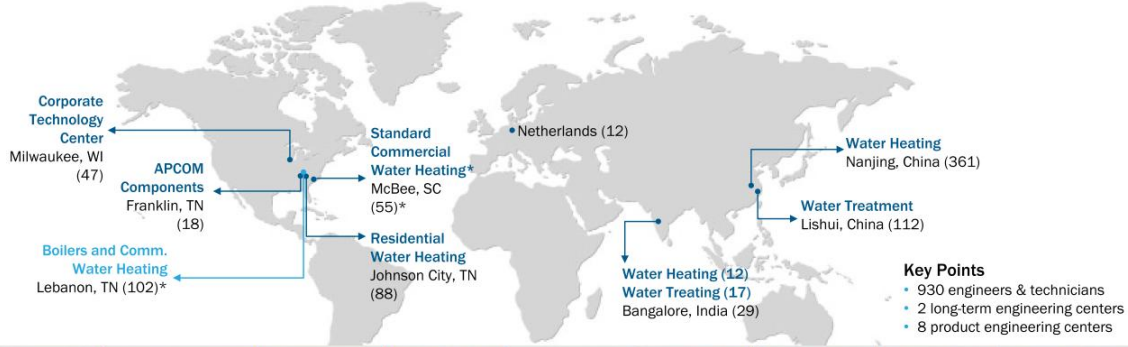 Corporate
Technology
Center
Milwaukee, WI
(47)
APCOM
Components
Franklin, TN
(18)
Boilers and Comm.
Water Heating
Lebanon, TN (102)*
Standard
Commercial
Water Heating*
McBee, SC
(55)*
Residential
Water Heating
Johnson City, TN
(88)
Netherlands (12)
Water Heating (12)
Water Treating (17)
Bangalore, India (29)
Water Heating
Nanjing, China (361)
Water Treatment
Lishui, China (112)
Key Points
• 930 engineers & technicians
• 2 long-term engineering centers
• 8 product engineering centers